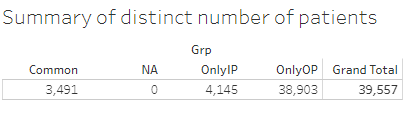 Summary of distinct number of patients
Grp
Common NA OnlyIP OnlyOP Grand Total
3,491 0 4,145 38,903 39,557